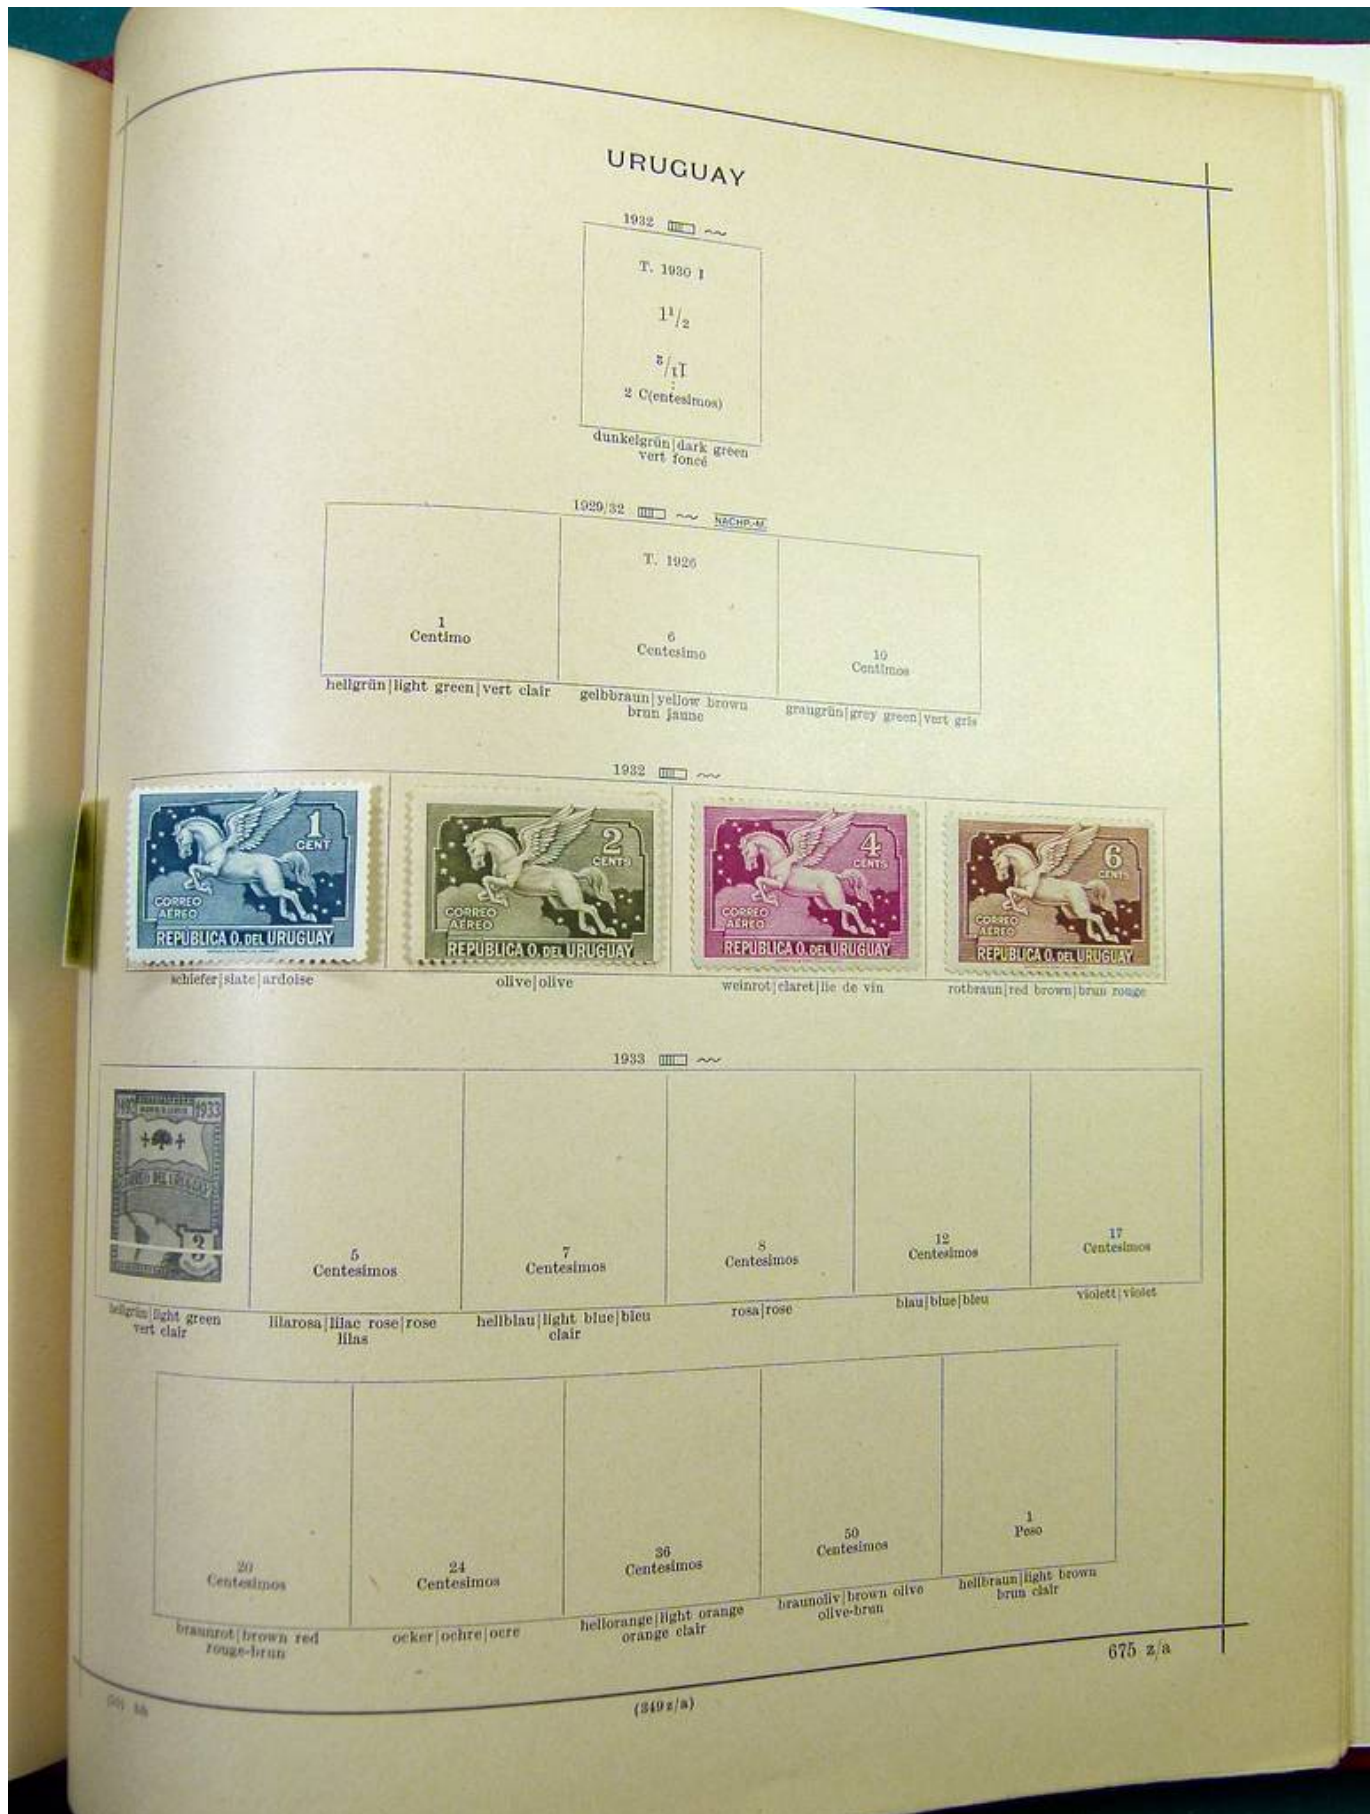 URUGUAY
1932
T. 1930 I
1¹/₂
1¹/₂
2 C(entesimos)
dunkelgrün|dark green
vert foncé
1929/32 NACHP.-M.
T. 1926
1
Centimo
6
Centesimo
10
Centimos
hellgrün|light green|vert clair
gelbbraun|yellow brown
brun jaune
graugrün|grey green|vert gris
1932
1
CENT
CORREO
AEREO
REPUBLICA O. DEL URUGUAY
2
CENTS
CORREO
AEREO
REPUBLICA O. DEL URUGUAY
4
CENTS
CORREO
AEREO
REPUBLICA O. DEL URUGUAY
6
CENTS
CORREO
AEREO
REPUBLICA O. DEL URUGUAY
schiefer|slate|ardoise
olive|olive
weinrot|claret|lie de vin
rotbraun|red brown|brun rouge
1933
1933
CORREO DEL URUGUAY
3
5
Centesimos
7
Centesimos
8
Centesimos
12
Centesimos
17
Centesimos
hellgrün|light green
vert clair
lilarosa|lilac rose|rose
lilas
hellblau|light blue|bleu
clair
rosa|rose
blau|blue|bleu
violett|violet
20
Centesimos
24
Centesimos
36
Centesimos
50
Centesimos
1
Peso
braunrot|brown red
rouge-brun
ocker|ochre|ocre
hellorange|light orange
orange clair
braunoliv|brown olive
olive-brun
hellbraun|light brown
brun clair
675 z/a
(349 z/a)